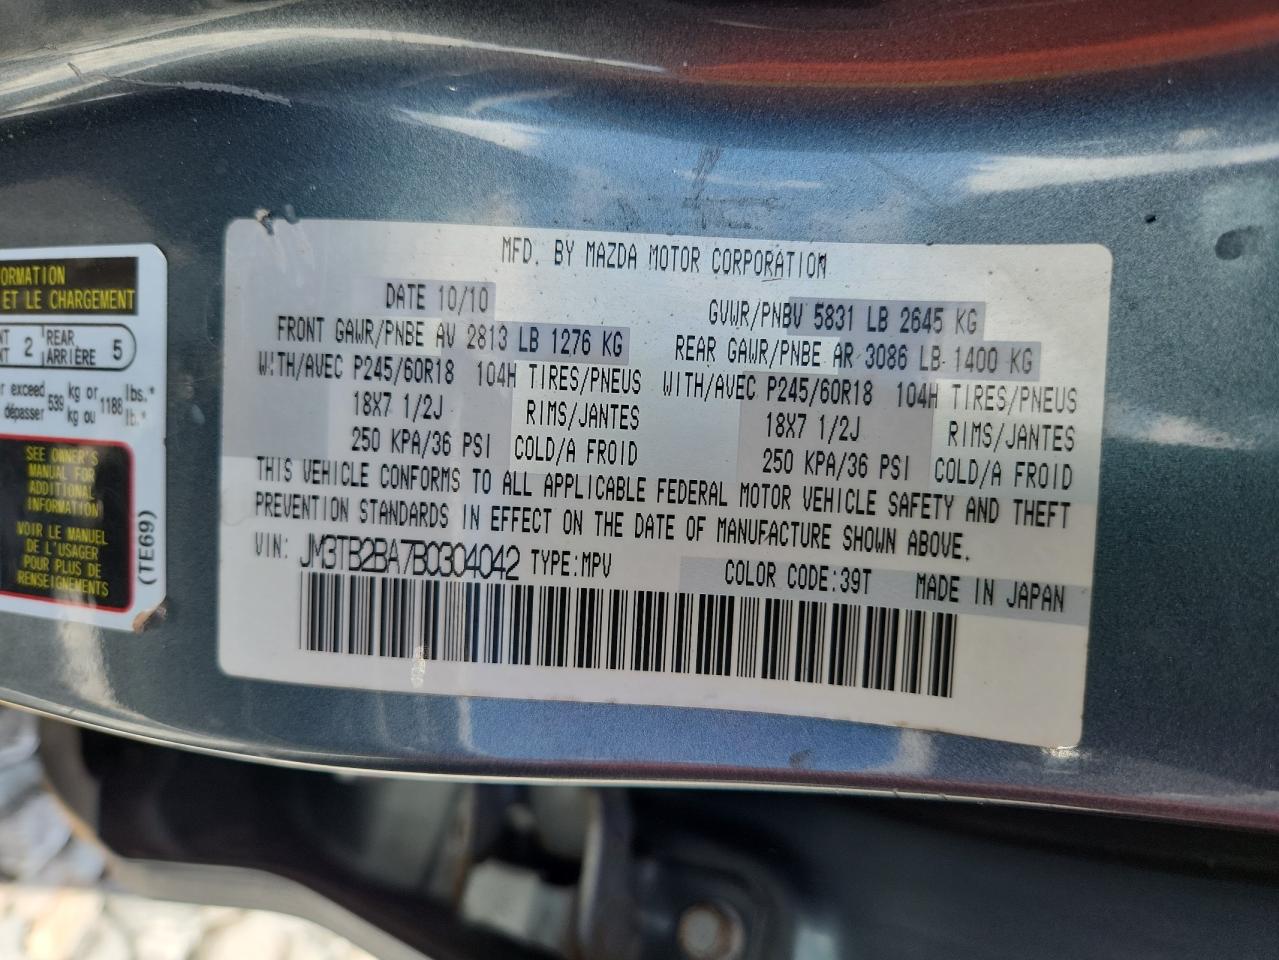 ORMATION
ET LE CHARGEMENT
NT 2 REAR
NT ARRIÈRE 5
r exceed 539 kg or 1188 lbs.*
dépasser kg ou lb.*
SEE OWNER'S
MANUAL FOR
ADDITIONAL
INFORMATION
VOIR LE MANUEL
DE L'USAGER
POUR PLUS DE
RENSEIGNEMENTS
(TE69)
MFD. BY MAZDA MOTOR CORPORATION
DATE 10/10 GVWR/PNBV 5831 LB 2645 KG
FRONT GAWR/PNBE AV 2813 LB 1276 KG REAR GAWR/PNBE AR 3086 LB 1400 KG
WITH/AVEC P245/60R18 104H TIRES/PNEUS WITH/AVEC P245/60R18 104H TIRES/PNEUS
18X7 1/2J RIMS/JANTES 18X7 1/2J RIMS/JANTES
250 KPA/36 PSI COLD/A FROID 250 KPA/36 PSI COLD/A FROID
THIS VEHICLE CONFORMS TO ALL APPLICABLE FEDERAL MOTOR VEHICLE SAFETY AND THEFT
PREVENTION STANDARDS IN EFFECT ON THE DATE OF MANUFACTURE SHOWN ABOVE.
VIN: JM3TB2BA7B0304042 TYPE:MPV COLOR CODE:39T MADE IN JAPAN